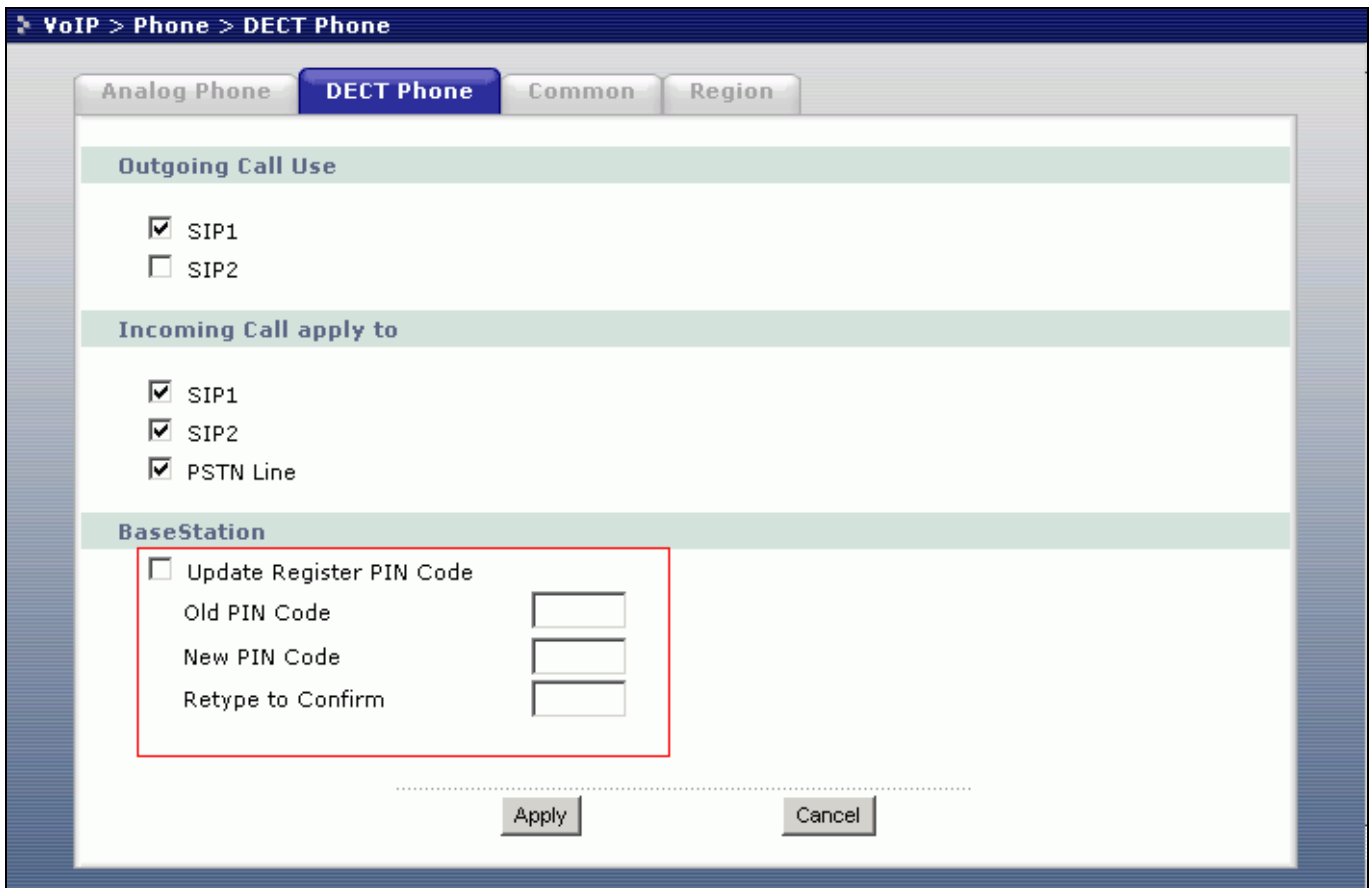 VoIP > Phone > DECT Phone
Analog Phone DECT Phone Common Region
Outgoing Call Use
SIP1
SIP2
Incoming Call apply to
SIP1
SIP2
PSTN Line
BaseStation
Update Register PIN Code
Old PIN Code
New PIN Code
Retype to Confirm
Apply Cancel